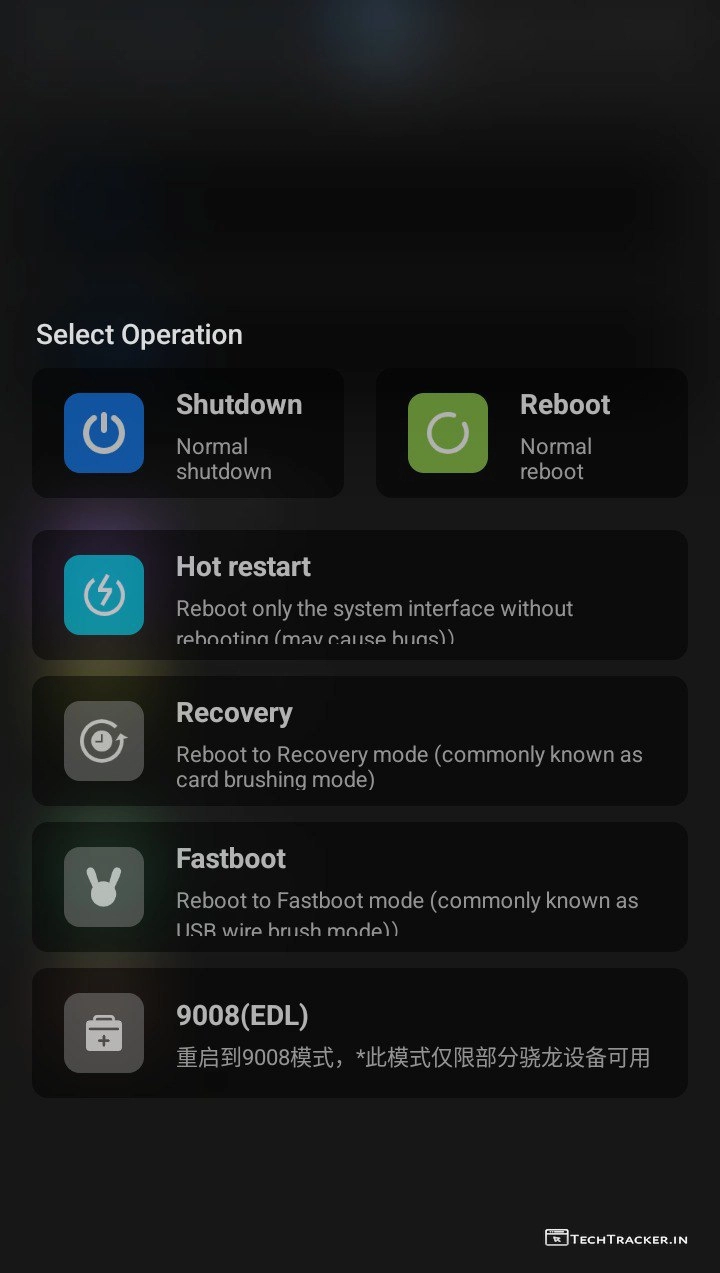 Select Operation
Shutdown
Normal
shutdown
Reboot
Normal
reboot
Hot restart
Reboot only the system interface without
rebooting (may cause bugs))
Recovery
Reboot to Recovery mode (commonly known as
card brushing mode)
Fastboot
Reboot to Fastboot mode (commonly known as
USB wire brush mode))
9008(EDL)
重启到9008模式，*此模式仅限部分骁龙设备可用
TechTracker.in